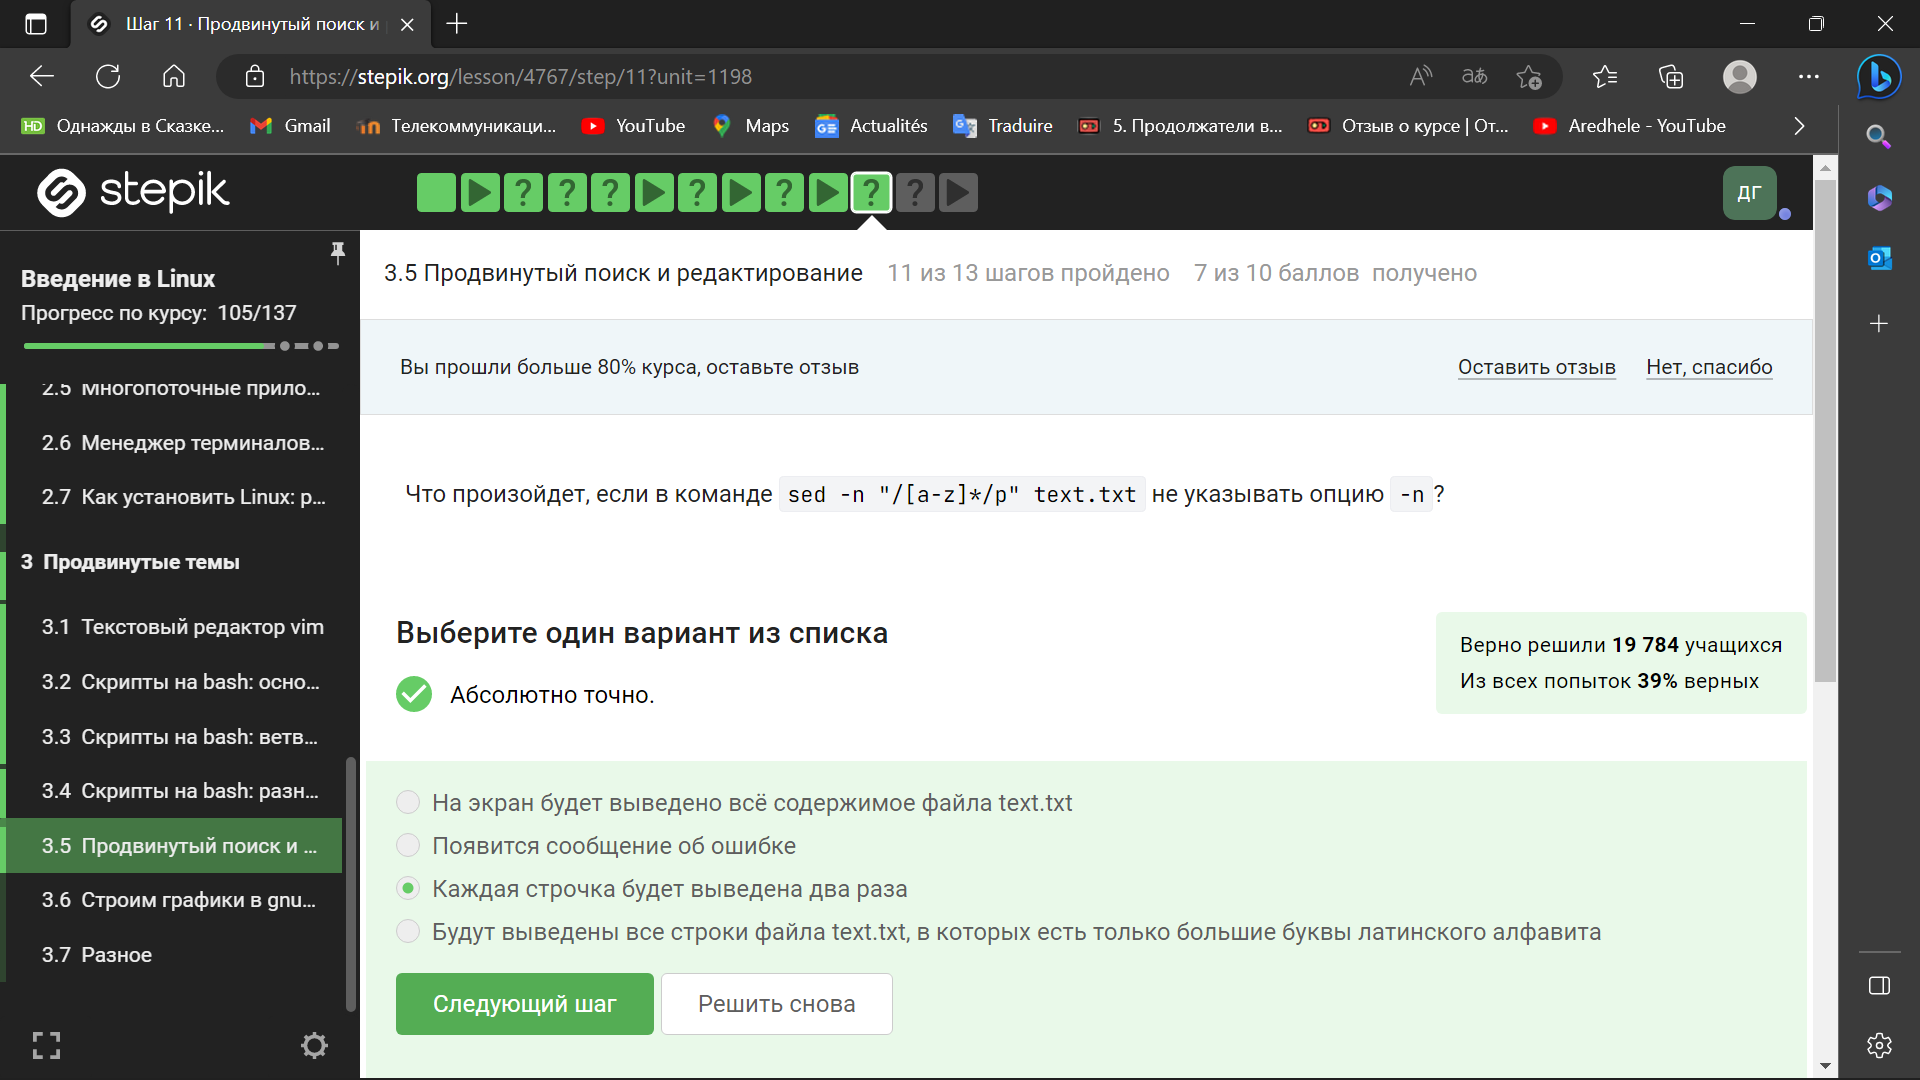 Шаг 11 · Продвинутый поиск и
https://stepik.org/lesson/4767/step/11?unit=1198
Однажды в Сказке...
Gmail
Телекоммуникаци...
YouTube
Maps
Actualités
Traduire
5. Продолжатели в...
Отзыв о курсе | От...
Aredhele - YouTube
stepik
ДГ
Введение в Linux
Прогресс по курсу: 105/137
2.5 Многопоточные прило...
2.6 Менеджер терминалов...
2.7 Как установить Linux: р...
3 Продвинутые темы
3.1 Текстовый редактор vim
3.2 Скрипты на bash: осно...
3.3 Скрипты на bash: ветв...
3.4 Скрипты на bash: разн...
3.5 Продвинутый поиск и ...
3.6 Строим графики в gnu...
3.7 Разное
3.5 Продвинутый поиск и редактирование 11 из 13 шагов пройдено 7 из 10 баллов получено
Вы прошли больше 80% курса, оставьте отзыв
Оставить отзыв
Нет, спасибо
Что произойдет, если в команде sed -n "/[a-z]*/p" text.txt не указывать опцию -n?
Выберите один вариант из списка
Абсолютно точно.
Верно решили 19 784 учащихся
Из всех попыток 39% верных
На экран будет выведено всё содержимое файла text.txt
Появится сообщение об ошибке
Каждая строчка будет выведена два раза
Будут выведены все строки файла text.txt, в которых есть только большие буквы латинского алфавита
Следующий шаг
Решить снова